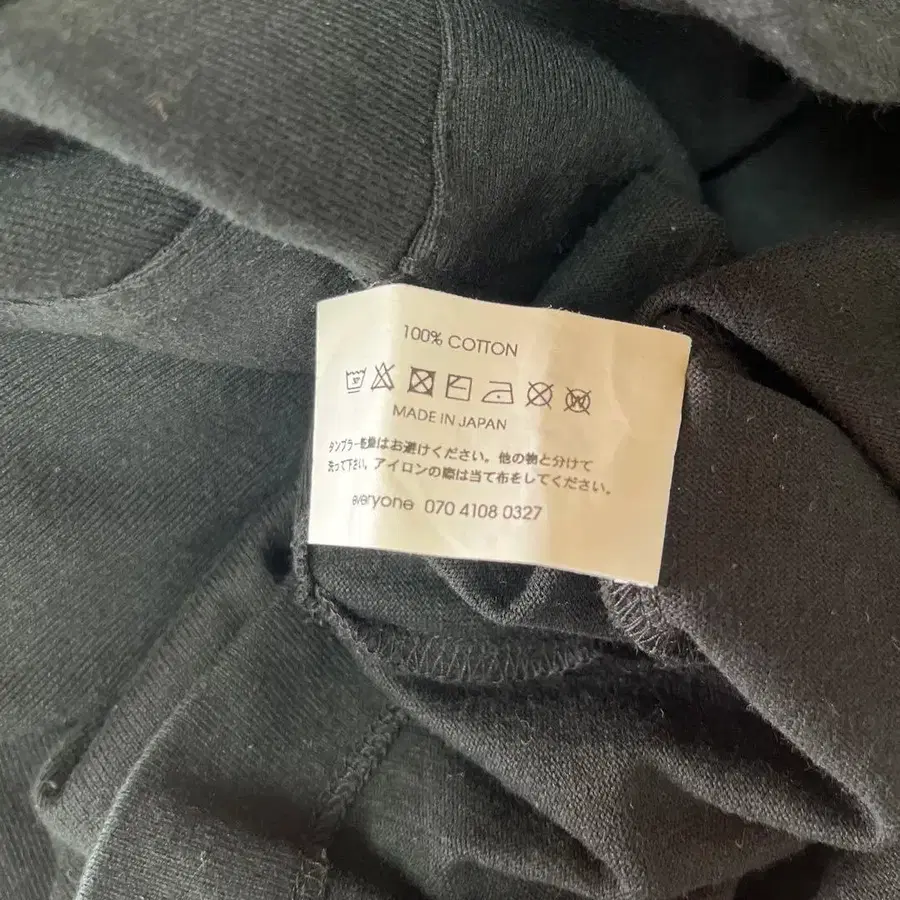 100% COTTON
MADE IN JAPAN
タンブラー乾燥はお避けください。他の物と分けて
洗って下さい。アイロンの際は当て布をしてください。
everyone 070 4108 0327